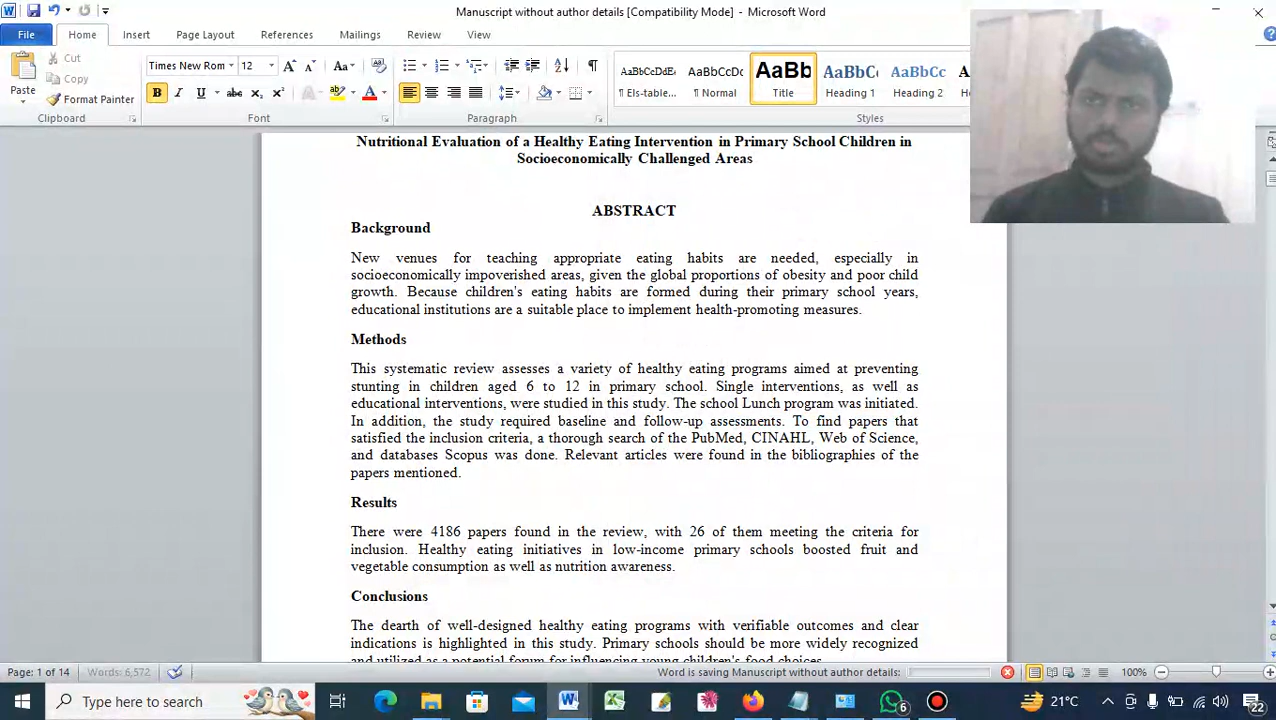 Manuscript without author details [Compatibility Mode] - Microsoft Word
File Home Insert Page Layout References Mailings Review View
Paste
Cut
Copy
Format Painter
Clipboard
Times New Rom 12
Font
Paragraph
AaBbCcDdE AaBbCcDc AaBb AaBbC AaBbCc
¶ Els-table... ¶ Normal Title Heading 1 Heading 2
Styles
Nutritional Evaluation of a Healthy Eating Intervention in Primary School Children in
Socioeconomically Challenged Areas
ABSTRACT
Background
New venues for teaching appropriate eating habits are needed, especially in
socioeconomically impoverished areas, given the global proportions of obesity and poor child
growth. Because children's eating habits are formed during their primary school years,
educational institutions are a suitable place to implement health-promoting measures.
Methods
This systematic review assesses a variety of healthy eating programs aimed at preventing
stunting in children aged 6 to 12 in primary school. Single interventions, as well as
educational interventions, were studied in this study. The school Lunch program was initiated.
In addition, the study required baseline and follow-up assessments. To find papers that
satisfied the inclusion criteria, a thorough search of the PubMed, CINAHL, Web of Science,
and databases Scopus was done. Relevant articles were found in the bibliographies of the
papers mentioned.
Results
There were 4186 papers found in the review, with 26 of them meeting the criteria for
inclusion. Healthy eating initiatives in low-income primary schools boosted fruit and
vegetable consumption as well as nutrition awareness.
Conclusions
The dearth of well-designed healthy eating programs with verifiable outcomes and clear
indications is highlighted in this study. Primary schools should be more widely recognized
and utilized as a potential forum for influencing young children's food choices.
Page: 1 of 14 Words: 6,572 Word is saving Manuscript without author details: 100%
Type here to search 6 21°C 22